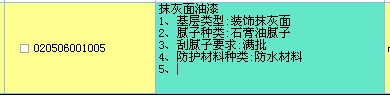 抹灰面油漆
1、基层类型:装饰抹灰面
2、腻子种类:石膏油腻子
3、刮腻子要求:满批
020506001005
4、防护材料种类:防水材料
5、